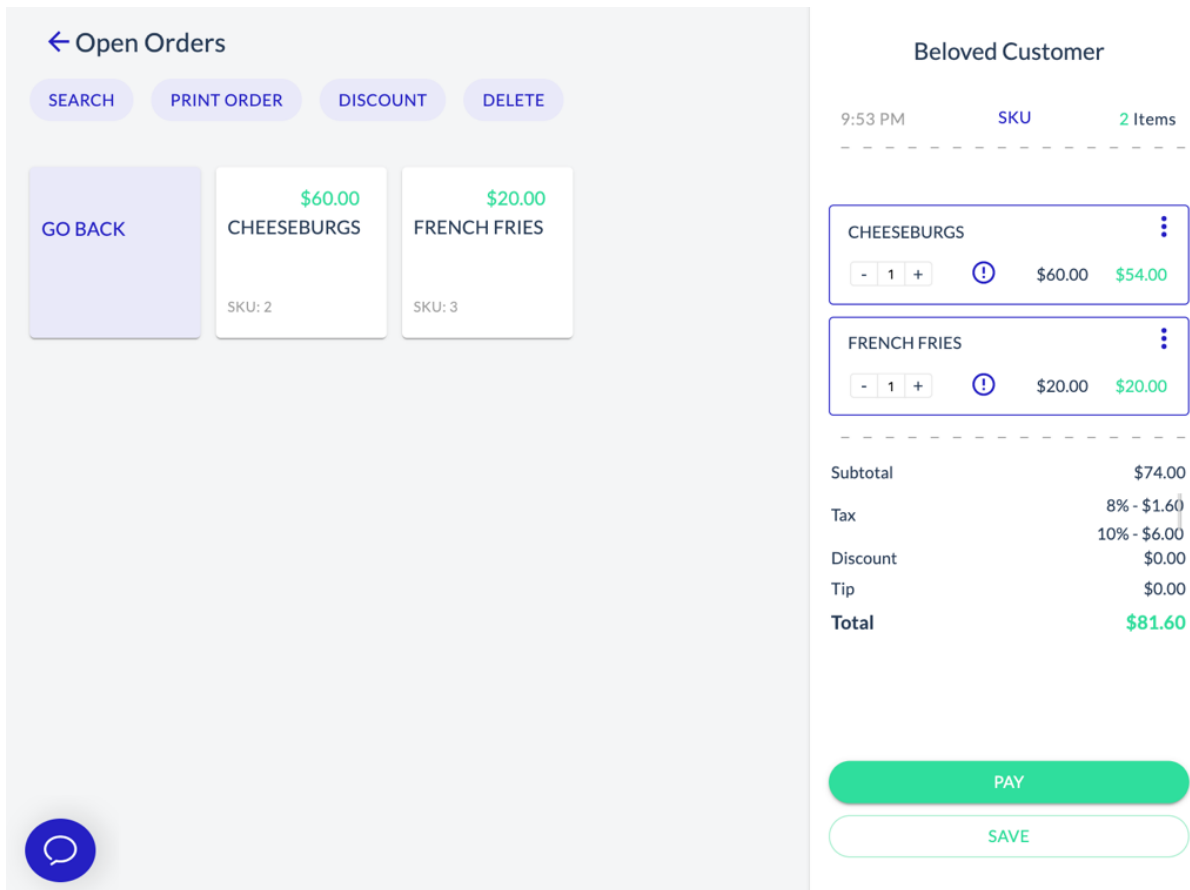 Open Orders
SEARCH PRINT ORDER DISCOUNT DELETE
GO BACK
$60.00
CHEESEBURGS
SKU: 2
$20.00
FRENCH FRIES
SKU: 3
Beloved Customer
9:53 PM SKU 2 Items
CHEESEBURGS
- 1 + $60.00 $54.00
FRENCH FRIES
- 1 + $20.00 $20.00
Subtotal $74.00
Tax 8% - $1.60
10% - $6.00
Discount $0.00
Tip $0.00
Total $81.60
PAY
SAVE